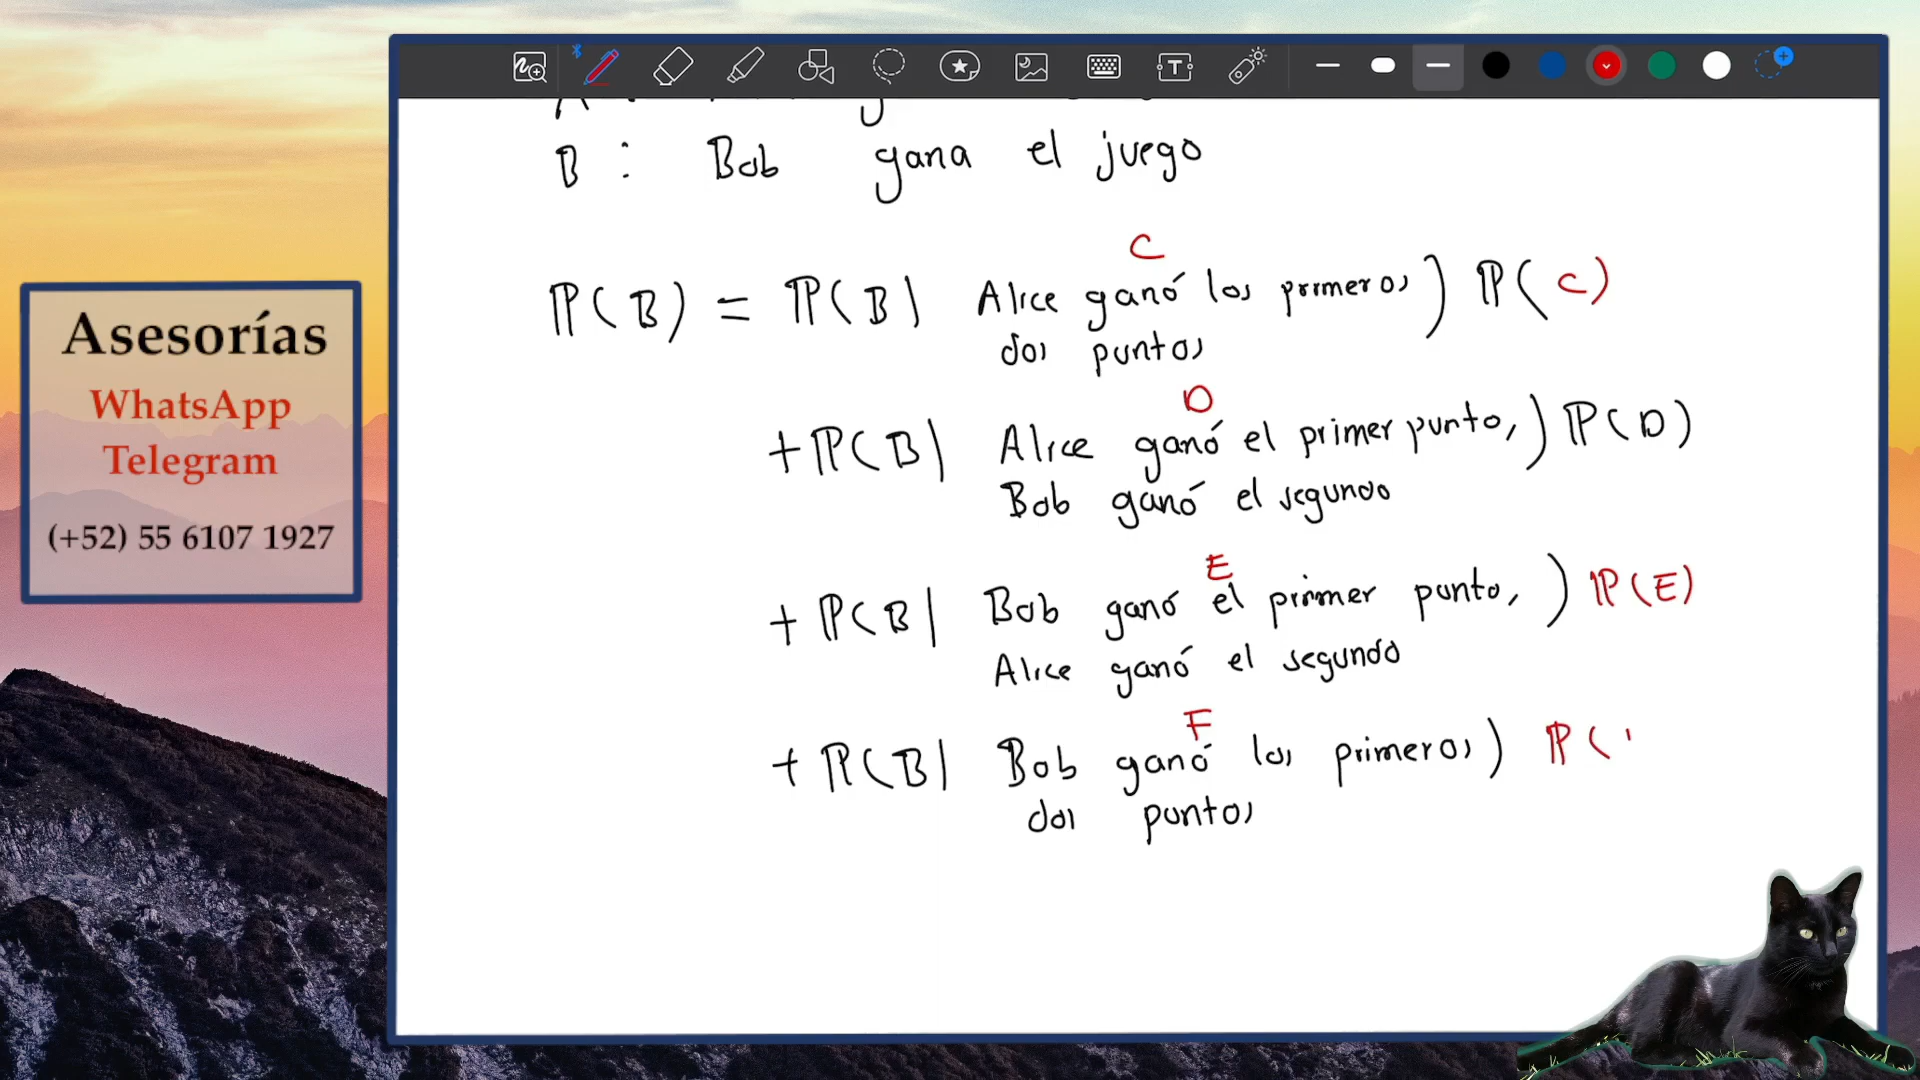 B : Bob gana el juego
C
ℙ(B) = ℙ(B| Alice ganó los primeros) ℙ(C)
dos puntos
D
+ℙ(B| Alice ganó el primer punto,) ℙ(D)
Bob ganó el segundo
E
+ℙ(B| Bob ganó el primer punto,) ℙ(E)
Alice ganó el segundo
F
+ℙ(B| Bob ganó los primeros) ℙ(
dos puntos
Asesorías
WhatsApp
Telegram
(+52) 55 6107 1927